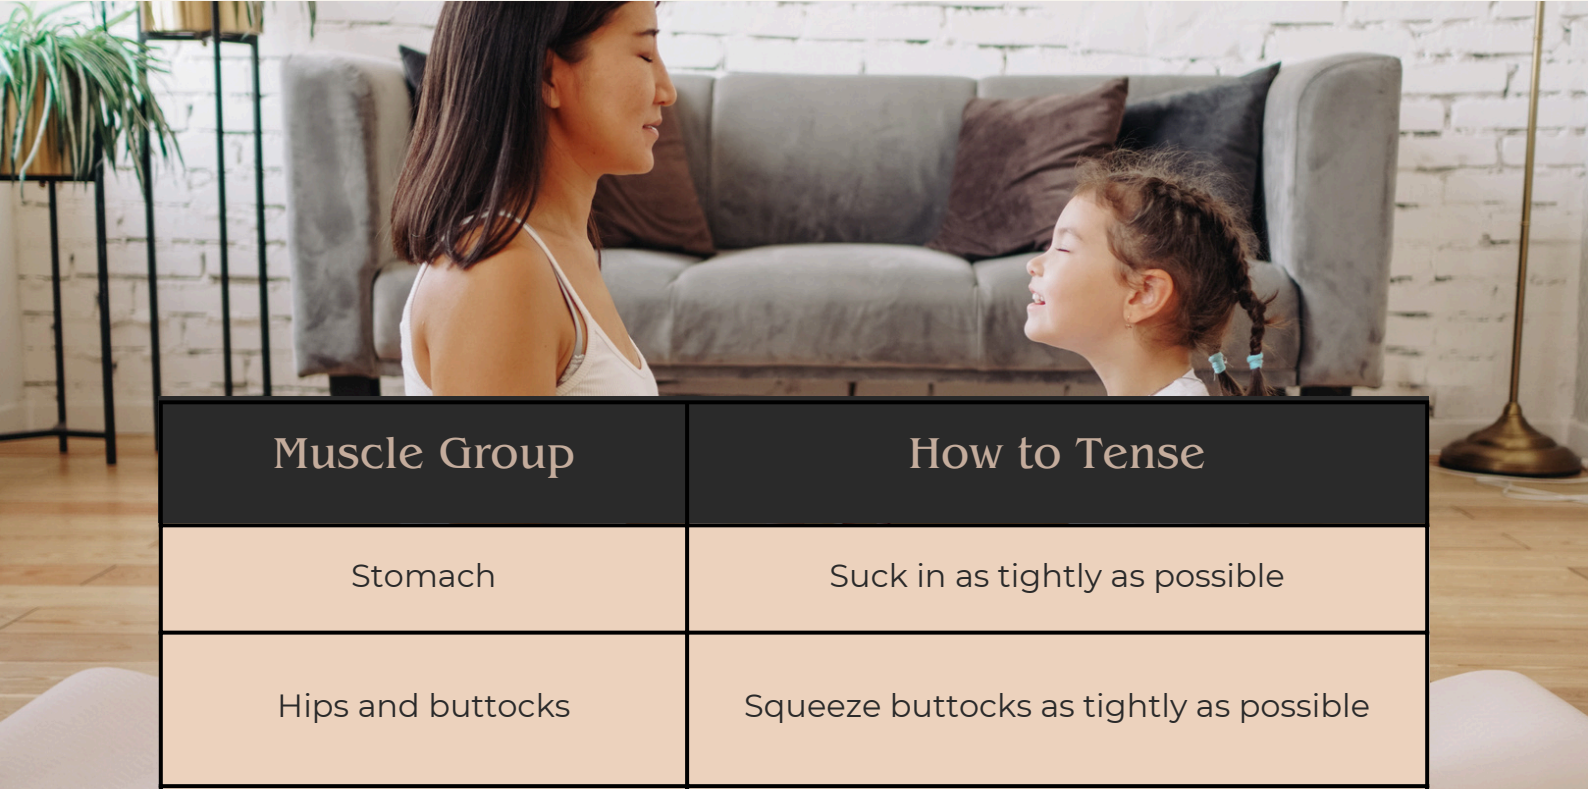 Muscle Group
How to Tense
Stomach
Suck in as tightly as possible
Hips and buttocks
Squeeze buttocks as tightly as possible